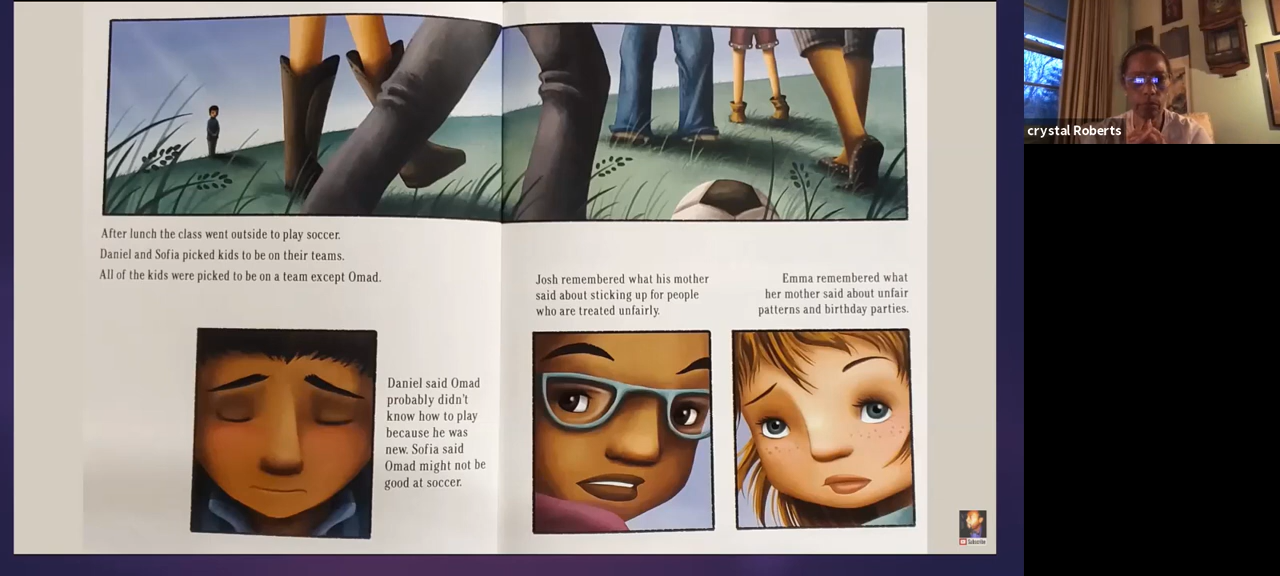 After lunch the class went outside to play soccer.
Daniel and Sofia picked kids to be on their teams.
All of the kids were picked to be on a team except Omad.
Daniel said Omad
probably didn't
know how to play
because he was
new. Sofia said
Omad might not be
good at soccer.
Josh remembered what his mother
said about sticking up for people
who are treated unfairly.
Emma remembered what
her mother said about unfair
patterns and birthday parties.
Subscribe
crystal Roberts